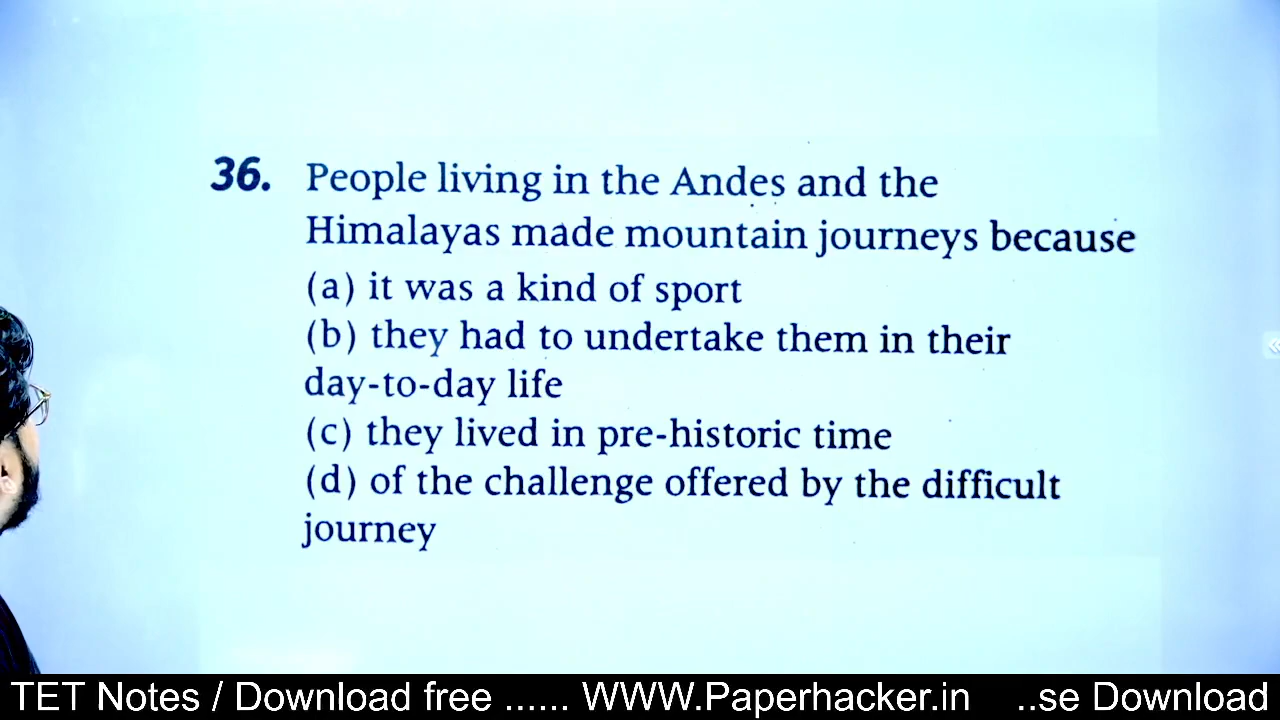 36. People living in the Andes and the
Himalayas made mountain journeys because
(a) it was a kind of sport
(b) they had to undertake them in their
day-to-day life
(c) they lived in pre-historic time
(d) of the challenge offered by the difficult
journey
TET Notes / Download free ...... WWW.Paperhacker.in ..se Download